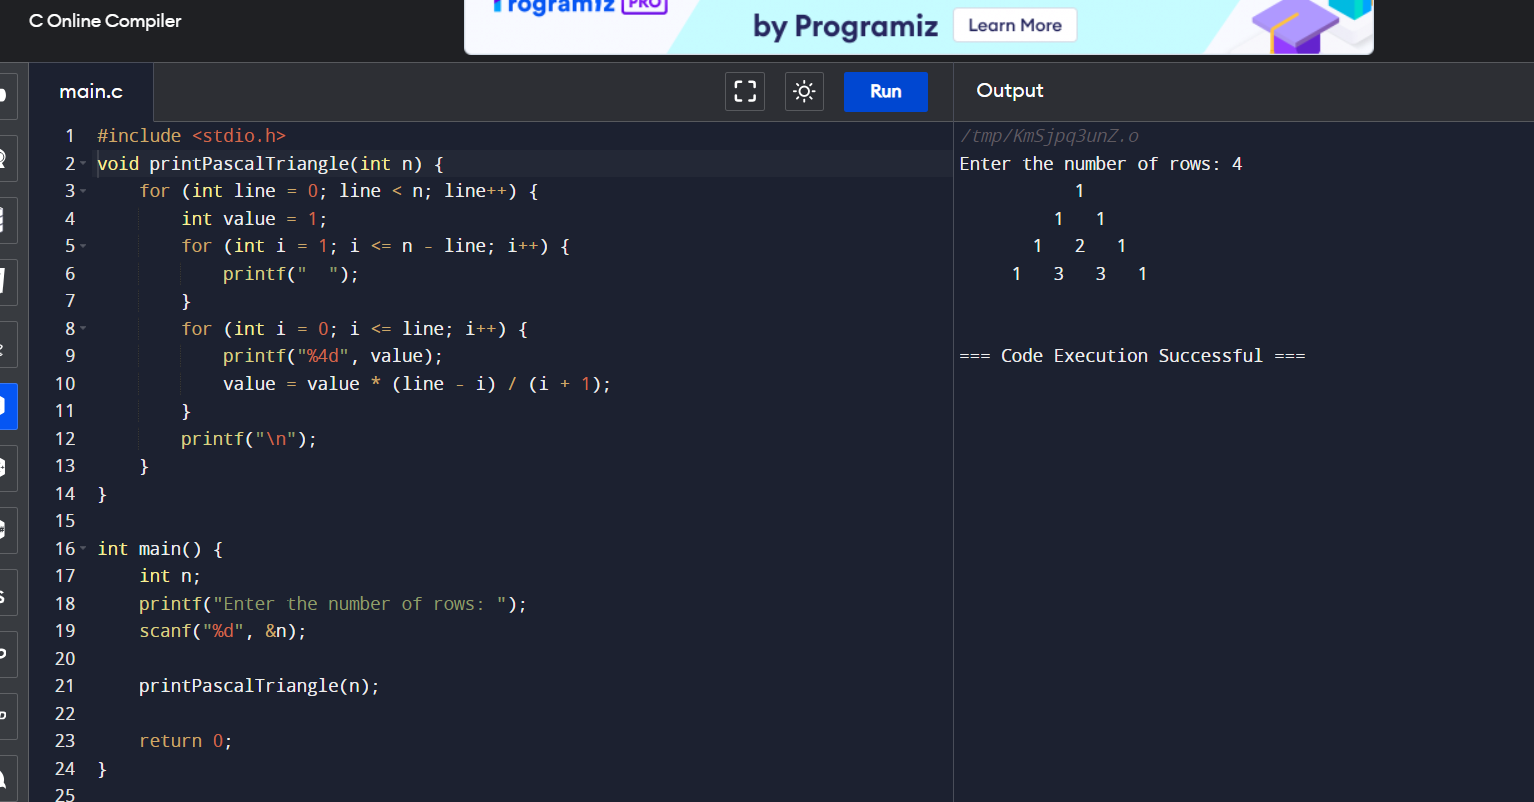 C Online Compiler
Programiz PRO
by Programiz
Learn More
main.c
Run
Output
1 #include <stdio.h>
2 void printPascalTriangle(int n) {
3     for (int line = 0; line < n; line++) {
4         int value = 1;
5         for (int i = 1; i <= n - line; i++) {
6             printf("  ");
7         }
8         for (int i = 0; i <= line; i++) {
9             printf("%4d", value);
10             value = value * (line - i) / (i + 1);
11         }
12         printf("\n");
13     }
14 }
15
16 int main() {
17     int n;
18     printf("Enter the number of rows: ");
19     scanf("%d", &n);
20
21     printPascalTriangle(n);
22
23     return 0;
24 }
25
/tmp/KmSjpq3unZ.o
Enter the number of rows: 4
           1
         1   1
       1   2   1
     1   3   3   1
=== Code Execution Successful ===